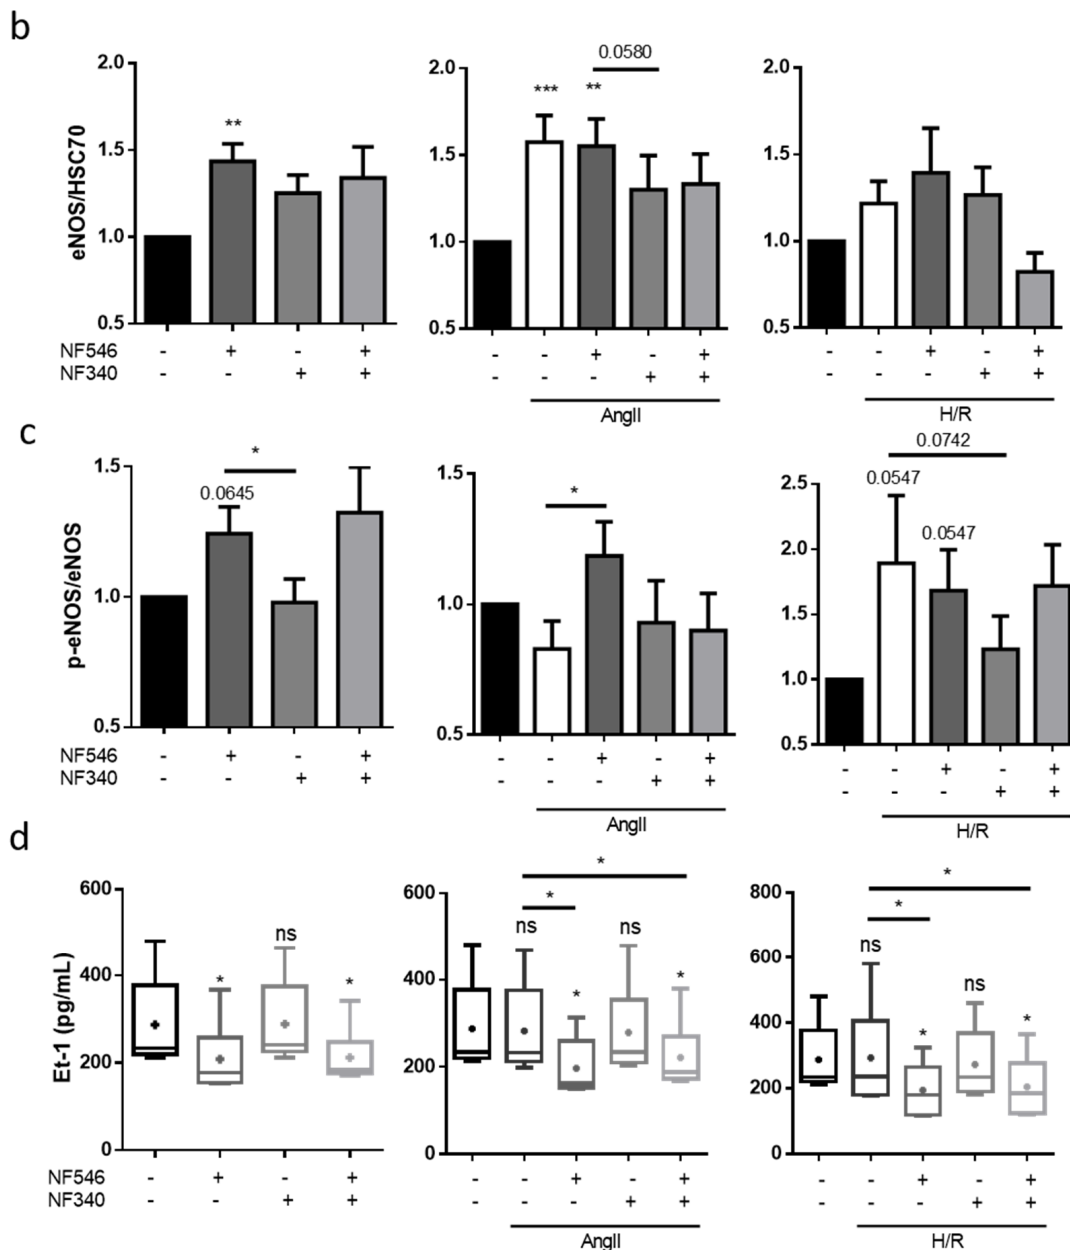 b
eNOS/HSC70
2.0
1.5
1.0
0.5
**
NF546 - + - +
NF340 - - + +
2.0
1.5
1.0
0.5
***
**
0.0580
- - + - +
- - - + +
AngII
2.0
1.5
1.0
0.5
- - + - +
- - - + +
H/R
c
p-eNOS/eNOS
1.5
1.0
0.5
*
0.0645
NF546 - + - +
NF340 - - + +
1.5
1.0
0.5
*
- - + - +
- - - + +
AngII
2.5
2.0
1.5
1.0
0.5
0.0742
0.0547
0.0547
- - + - +
- - - + +
H/R
d
Et-1 (pg/mL)
600
400
200
0
*
ns
*
NF546 - + - +
NF340 - - + +
600
400
200
0
*
*
ns
*
ns
*
- - + - +
- - - + +
AngII
800
600
400
200
0
*
*
ns
*
ns
*
- - + - +
- - - + +
H/R